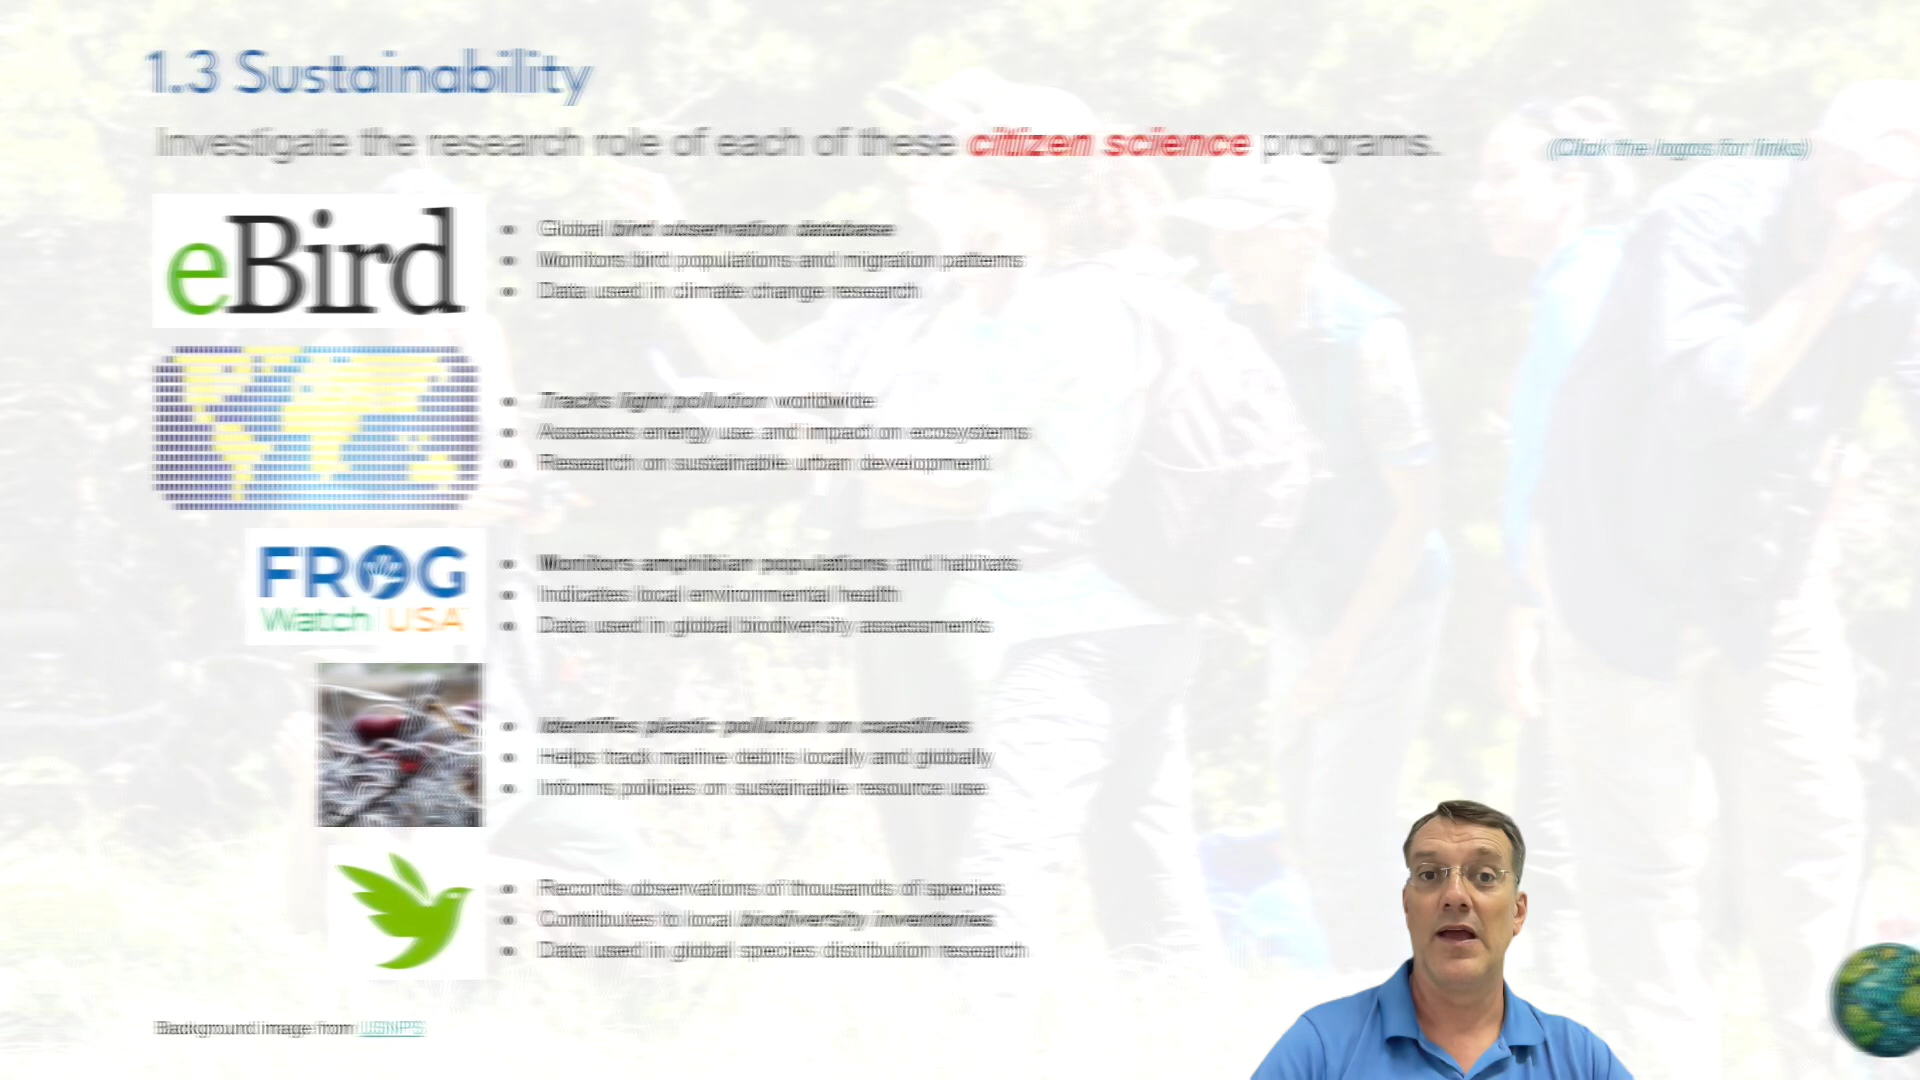 1.3 Sustainability
Investigate the research role of each of these citizen science programs.
(Click the logos for links)
eBird
• Global bird observation database
• Monitors bird populations and migration patterns
• Data used in climate change research
• Tracks light pollution worldwide
• Assesses energy use and impact on ecosystems
• Research on sustainable urban development
FROG
Watch USA
• Monitors amphibian populations and habitats
• Indicates local environmental health
• Data used in global biodiversity assessments
• Identifies plastic pollution on coastlines
• Helps track marine debris locally and globally
• Informs policies on sustainable resource use
• Records observations of thousands of species
• Contributes to local biodiversity inventories
• Data used in global species distribution research
Background image from USNPS